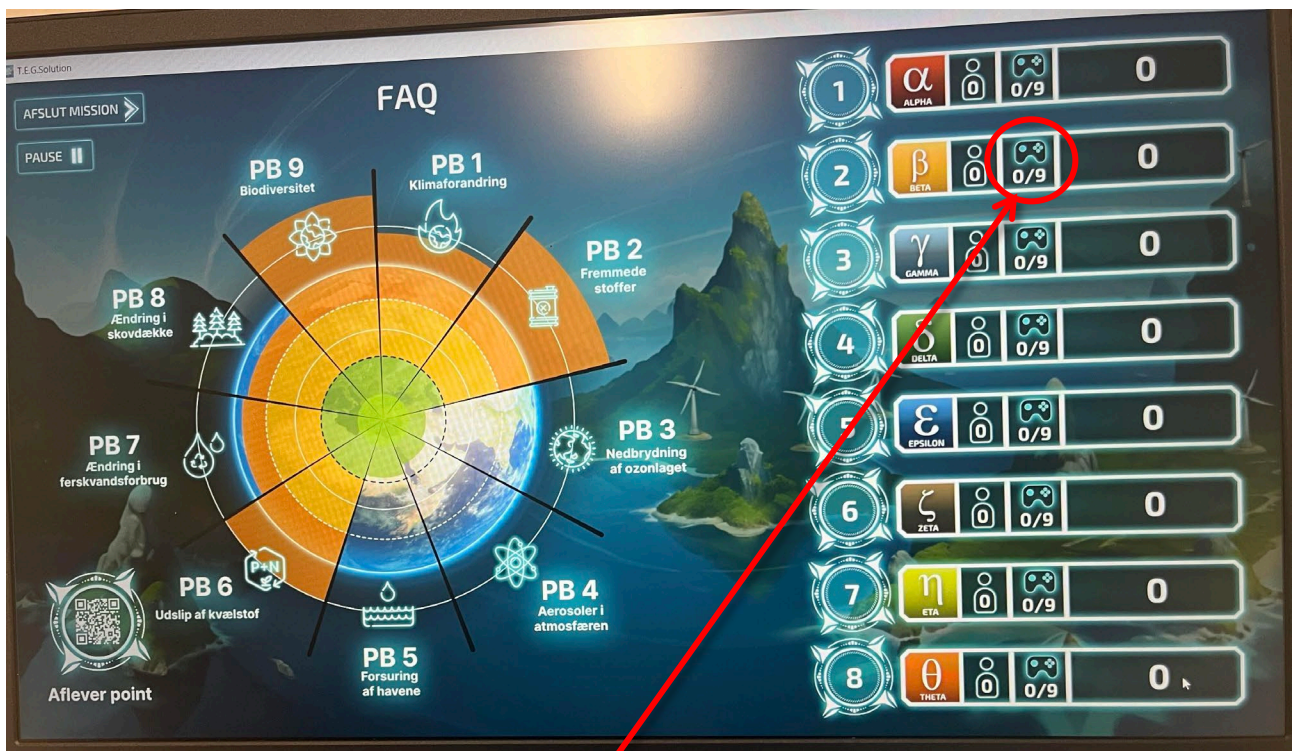 T.E.G.Solution
AFSLUT MISSION
PAUSE
FAQ
PB 9
Biodiversitet
PB 1
Klimaforandring
PB 2
Fremmede
stoffer
PB 8
Ændring i
skovdække
PB 3
Nedbrydning
af ozonlaget
PB 7
Ændring i
ferskvandsforbrug
PB 6
Udslip af kvælstof
P+N
PB 4
Aerosoler i
atmosfæren
PB 5
Forsuring
af havene
Aflever point
1 α ALPHA 0 0/9 0
2 β BETA 0 0/9 0
3 γ GAMMA 0 0/9 0
4 δ DELTA 0 0/9 0
5 ε EPSILON 0 0/9 0
6 ζ ZETA 0 0/9 0
7 η ETA 0 0/9 0
8 θ THETA 0 0/9 0